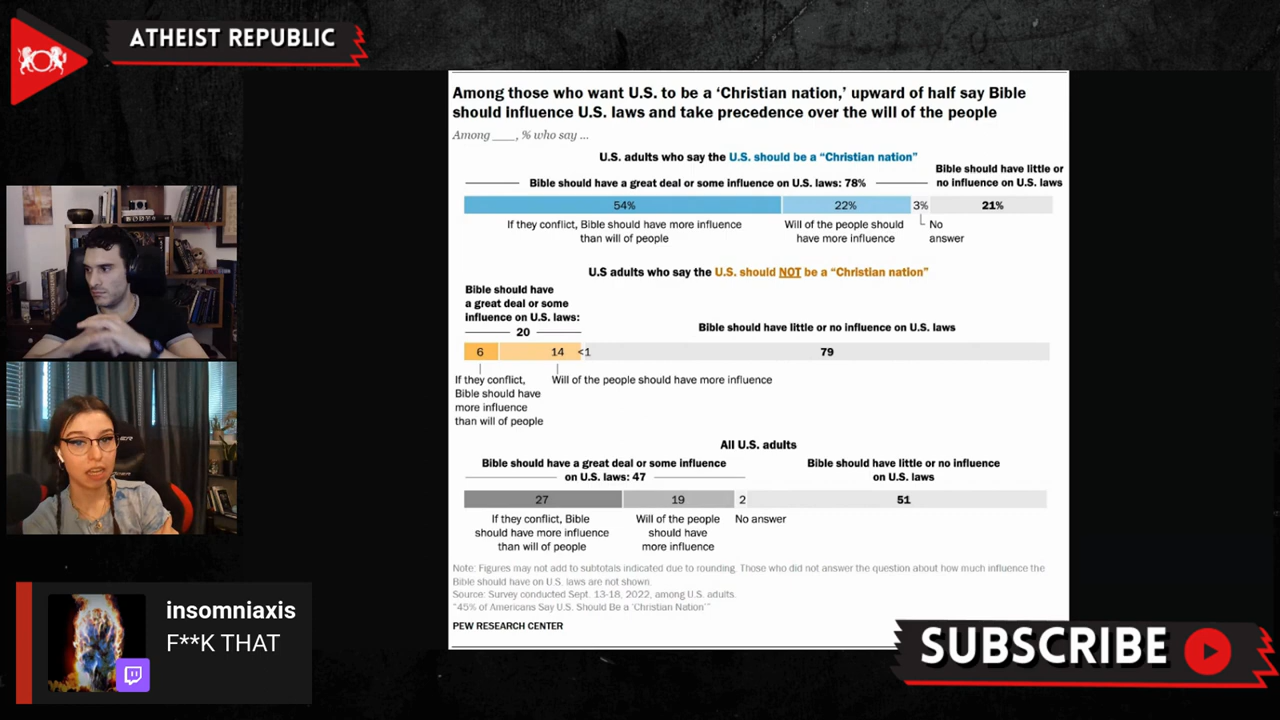 ATHEIST REPUBLIC
Among those who want U.S. to be a ‘Christian nation,’ upward of half say Bible
should influence U.S. laws and take precedence over the will of the people
Among ___, % who say ...
U.S. adults who say the U.S. should be a “Christian nation”
Bible should have a great deal or some influence on U.S. laws: 78%
Bible should have little or
no influence on U.S. laws
54%
22%
3%
21%
If they conflict, Bible should have more influence
than will of people
Will of the people should
have more influence
No
answer
U.S adults who say the U.S. should NOT be a “Christian nation”
Bible should have
a great deal or some
influence on U.S. laws:
20
Bible should have little or no influence on U.S. laws
6
14
<1
79
If they conflict,
Bible should have
more influence
than will of people
Will of the people should have more influence
All U.S. adults
Bible should have a great deal or some influence
on U.S. laws: 47
Bible should have little or no influence
on U.S. laws
27
19
2
51
If they conflict, Bible
should have more influence
than will of people
Will of the people
should have
more influence
No answer
Note: Figures may not add to subtotals indicated due to rounding. Those who did not answer the question about how much influence the
Bible should have on U.S. laws are not shown.
Source: Survey conducted Sept. 13-18, 2022, among U.S. adults.
“45% of Americans Say U.S. Should Be a ‘Christian Nation’”
PEW RESEARCH CENTER
insomniaxis
F**K THAT
SUBSCRIBE